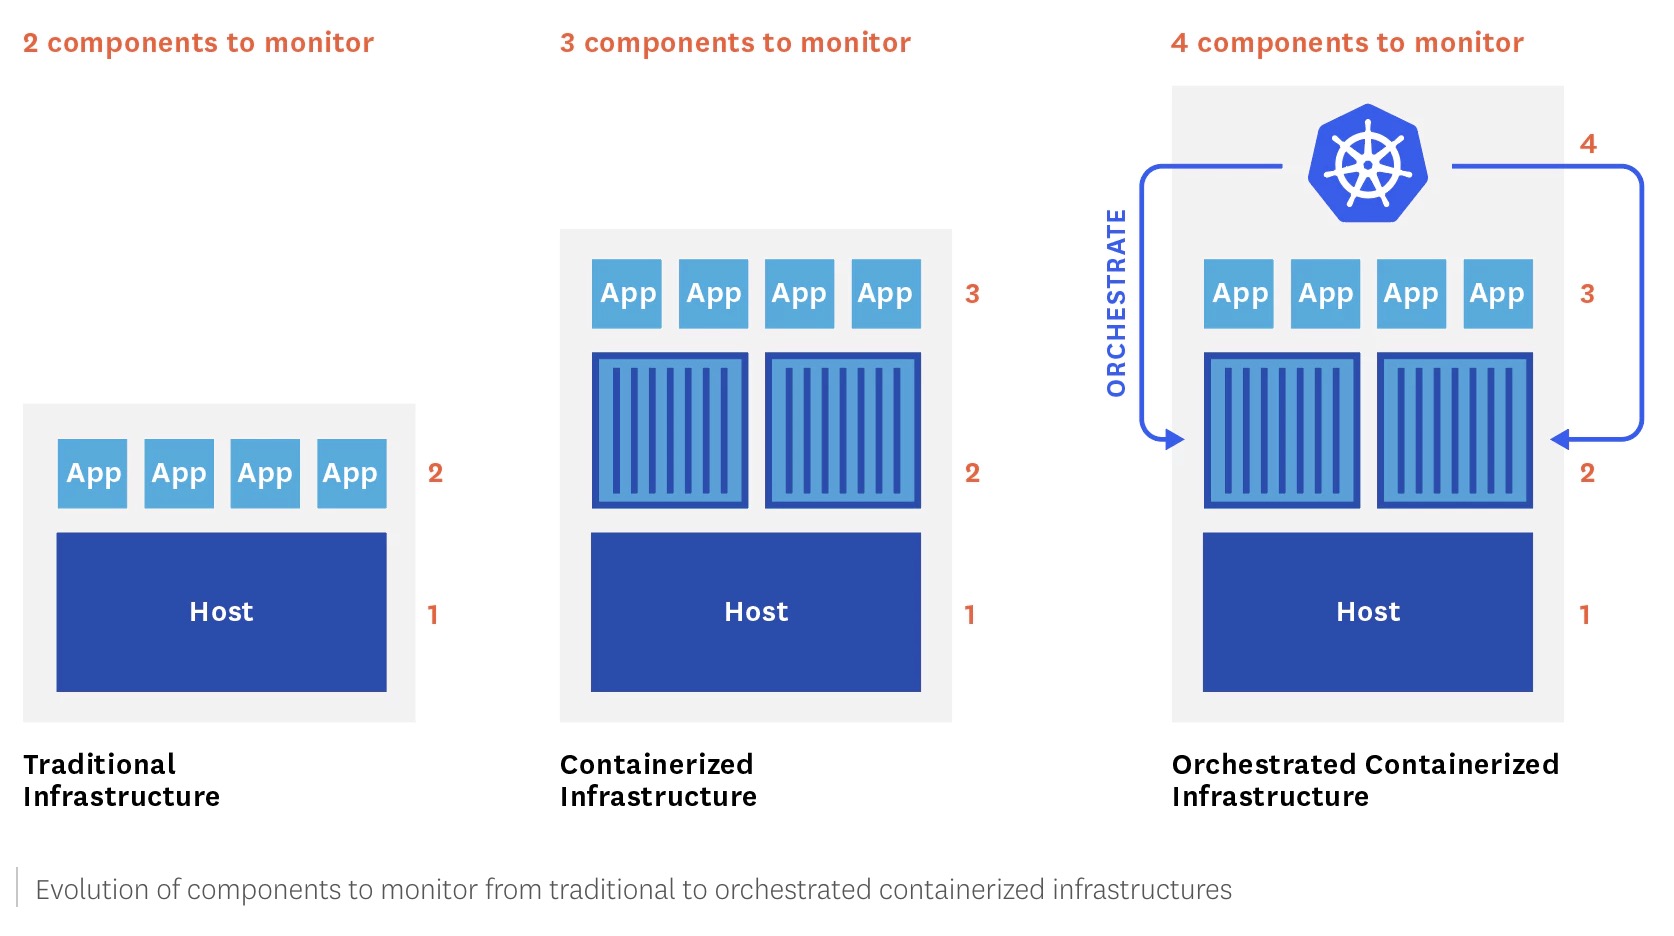 2 components to monitor
3 components to monitor
4 components to monitor
App App App App 2
Host 1
Traditional
Infrastructure
App App App App 3
2
Host 1
Containerized
Infrastructure
4
ORCHESTRATE
App App App App 3
2
Host 1
Orchestrated Containerized
Infrastructure
Evolution of components to monitor from traditional to orchestrated containerized infrastructures